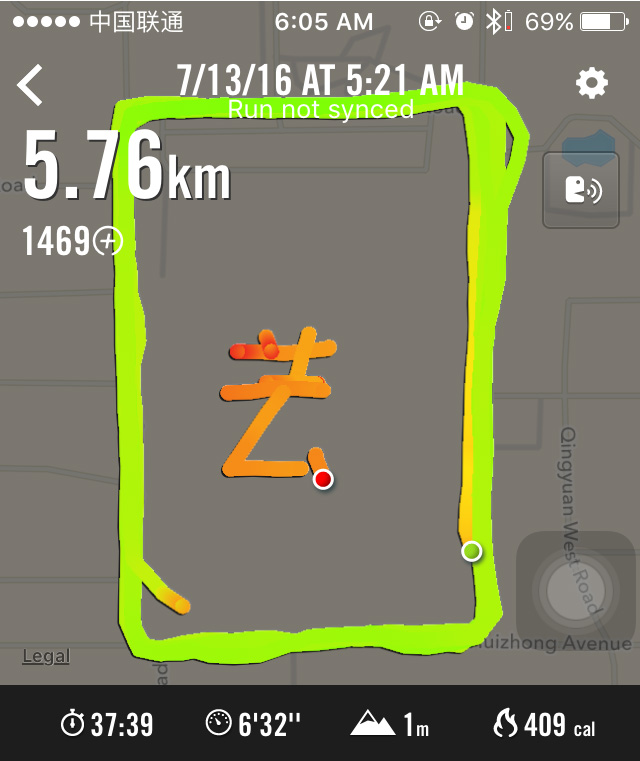 中国联通 6:05 AM 69%
7/13/16 AT 5:21 AM
Run not synced
5.76km
1469
芸
Qingyuan West Road
uizhong Avenue
Legal
37:39 6'32'' 1m 409 cal